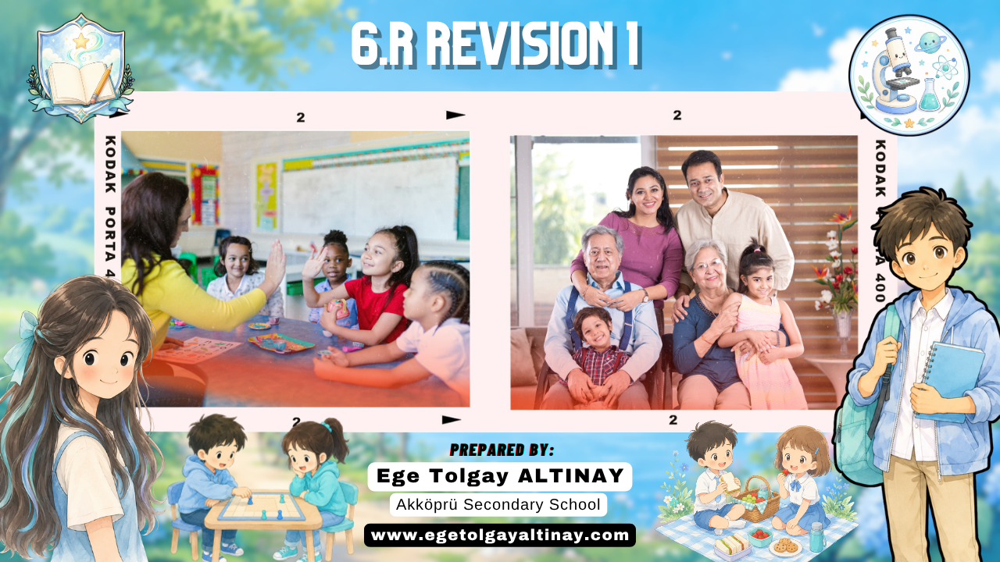 6.R REVISION 1
2
2
KODAK PORTA 4
KODAK
A 400
2
2
PREPARED BY:
Ege Tolgay ALTINAY
Akköprü Secondary School
www.egetolgayaltinay.com